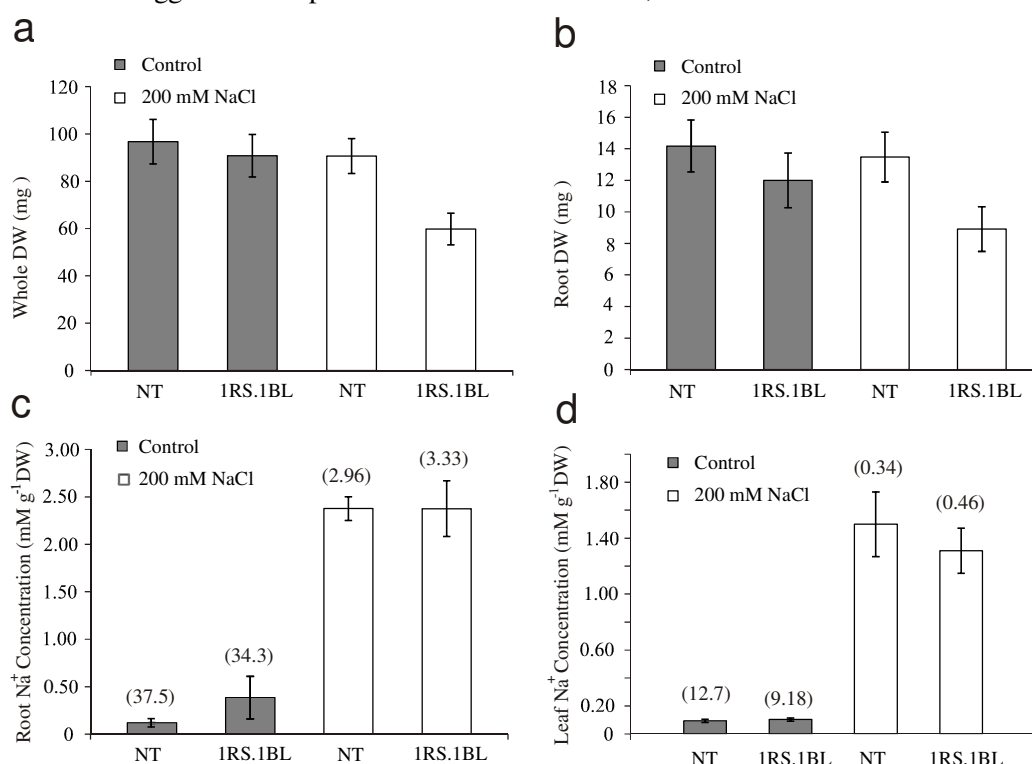 a
Control
200 mM NaCl
Whole DW (mg )
120
100
80
60
40
20
0
NT
1RS.1BL
NT
1RS.1BL
b
Control
200 mM NaCl
Root DW (mg )
18
16
14
12
10
8
6
4
2
0
NT
1RS.1BL
NT
1RS.1BL
c
Control
200 mM NaCl
Root Na⁺ Concentration (mM g⁻¹DW)
3.00
2.50
2.00
1.50
1.00
0.50
0
(37.5)
(34.3)
(2.96)
(3.33)
NT
1RS.1BL
NT
1RS.1BL
d
Control
200 mM NaCl
Leaf Na⁺ Concentration (mM g⁻¹DW)
1.80
1.40
1.00
0.60
0.20
0
(12.7)
(9.18)
(0.34)
(0.46)
NT
1RS.1BL
NT
1RS.1BL